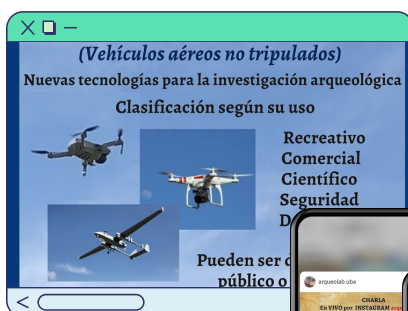 (Vehículos aéreos no tripulados)
Nuevas tecnologías para la investigación arqueológica
Clasificación según su uso
Recreativo
Comercial
Científico
Seguridad
Pueden ser
público o
arqueolab.uba
CHARLA
En VIVO por INSTAGRAM